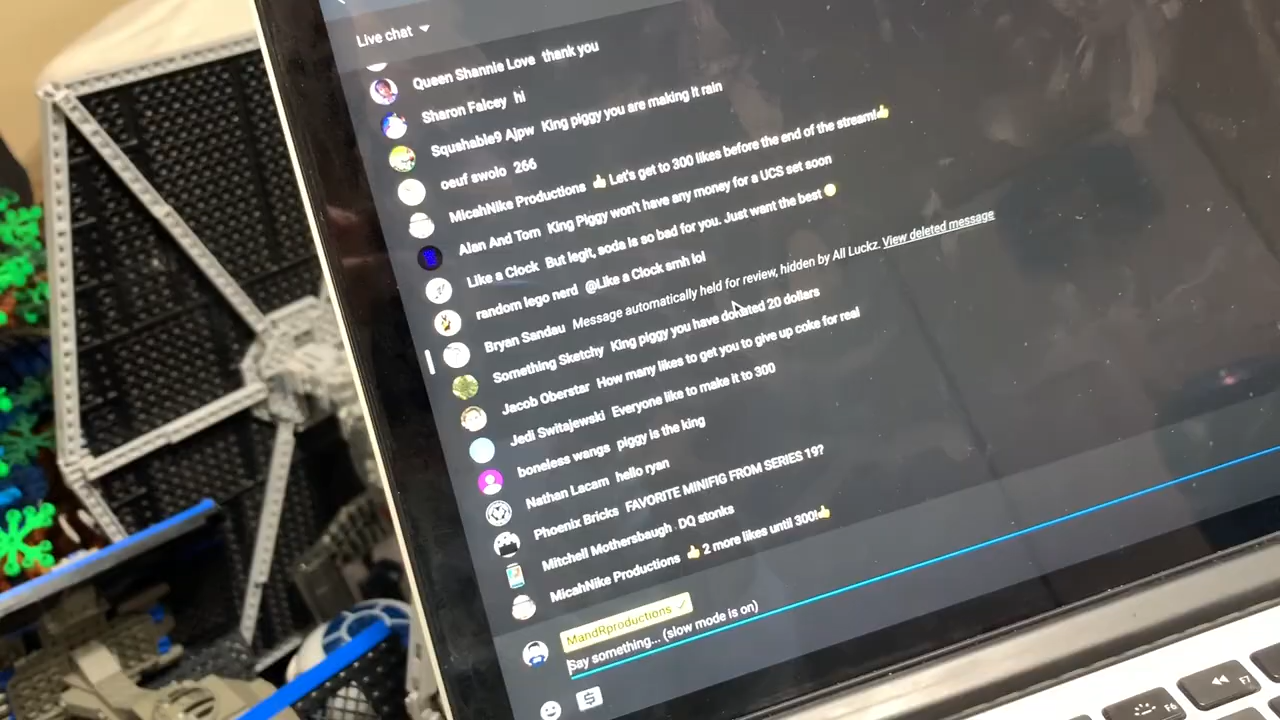 Live chat
Queen Shannie Love thank you
Sharon Falcey hi
Squshable9 Ajpw King piggy you are making it rain
oeuf swolo 266
MicahNike Productions 👍 Let's get to 300 likes before the end of the stream!👍
Alan And Tom King Piggy won't have any money for a UCS set soon
Like a Clock But legit, soda is so bad for you. Just want the best
random lego nerd @Like a Clock smh lol
Bryan Sandau Message automatically held for review, hidden by All Luckz. View deleted message
Something Sketchy King piggy you have donated 20 dollars
Jacob Oberstar How many likes to get you to give up coke for real
Jedi Switajewski Everyone like to make it to 300
boneless wangs piggy is the king
Nathan Lacam hello ryan
Phoenix Bricks FAVORITE MINIFIG FROM SERIES 19?
Mitchell Mothersbaugh DQ stonks
MicahNike Productions 👍 2 more likes until 300!👍
MandRproductions ✓
Say something... (slow mode is on)
$
F6
F7